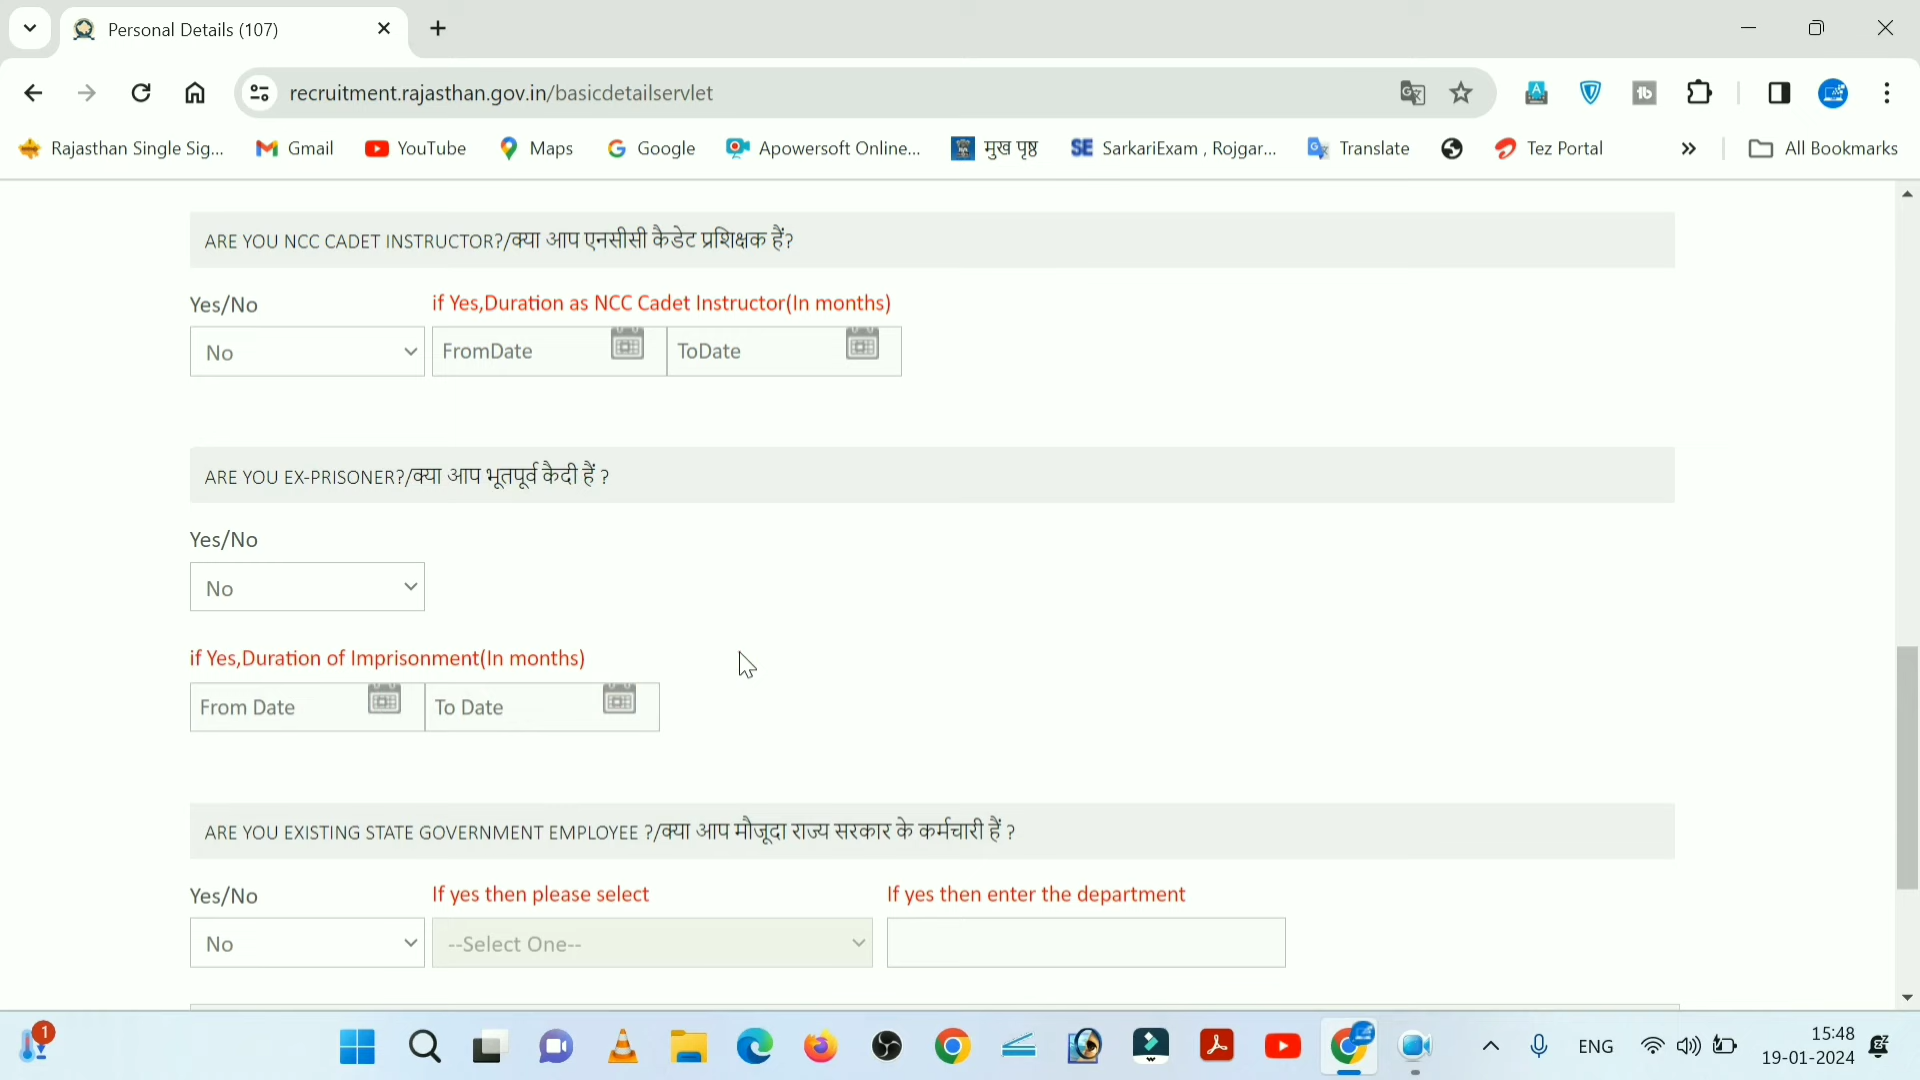 Personal Details (107)
recruitment.rajasthan.gov.in/basicdetailservlet
Rajasthan Single Sig... Gmail YouTube Maps Google Apowersoft Online... मुख पृष्ठ SE SarkariExam , Rojgar... Translate Tez Portal » All Bookmarks
ARE YOU NCC CADET INSTRUCTOR?/क्या आप एनसीसी कैडेट प्रशिक्षक हैं?
Yes/No if Yes,Duration as NCC Cadet Instructor(In months)
No FromDate ToDate
ARE YOU EX-PRISONER?/क्या आप भूतपूर्व कैदी हैं ?
Yes/No
No
if Yes,Duration of Imprisonment(In months)
From Date To Date
ARE YOU EXISTING STATE GOVERNMENT EMPLOYEE ?/क्या आप मौजूदा राज्य सरकार के कर्मचारी हैं ?
Yes/No If yes then please select If yes then enter the department
No --Select One--
1 ENG 15:48
19-01-2024